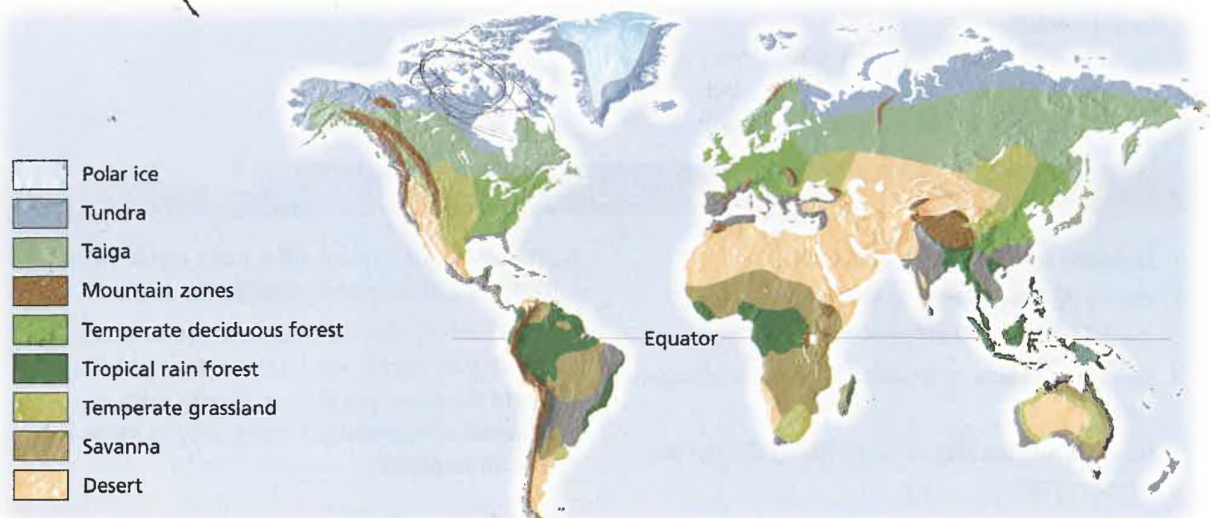 Polar ice
Tundra
Taiga
Mountain zones
Temperate deciduous forest
Tropical rain forest
Temperate grassland
Savanna
Desert
Equator